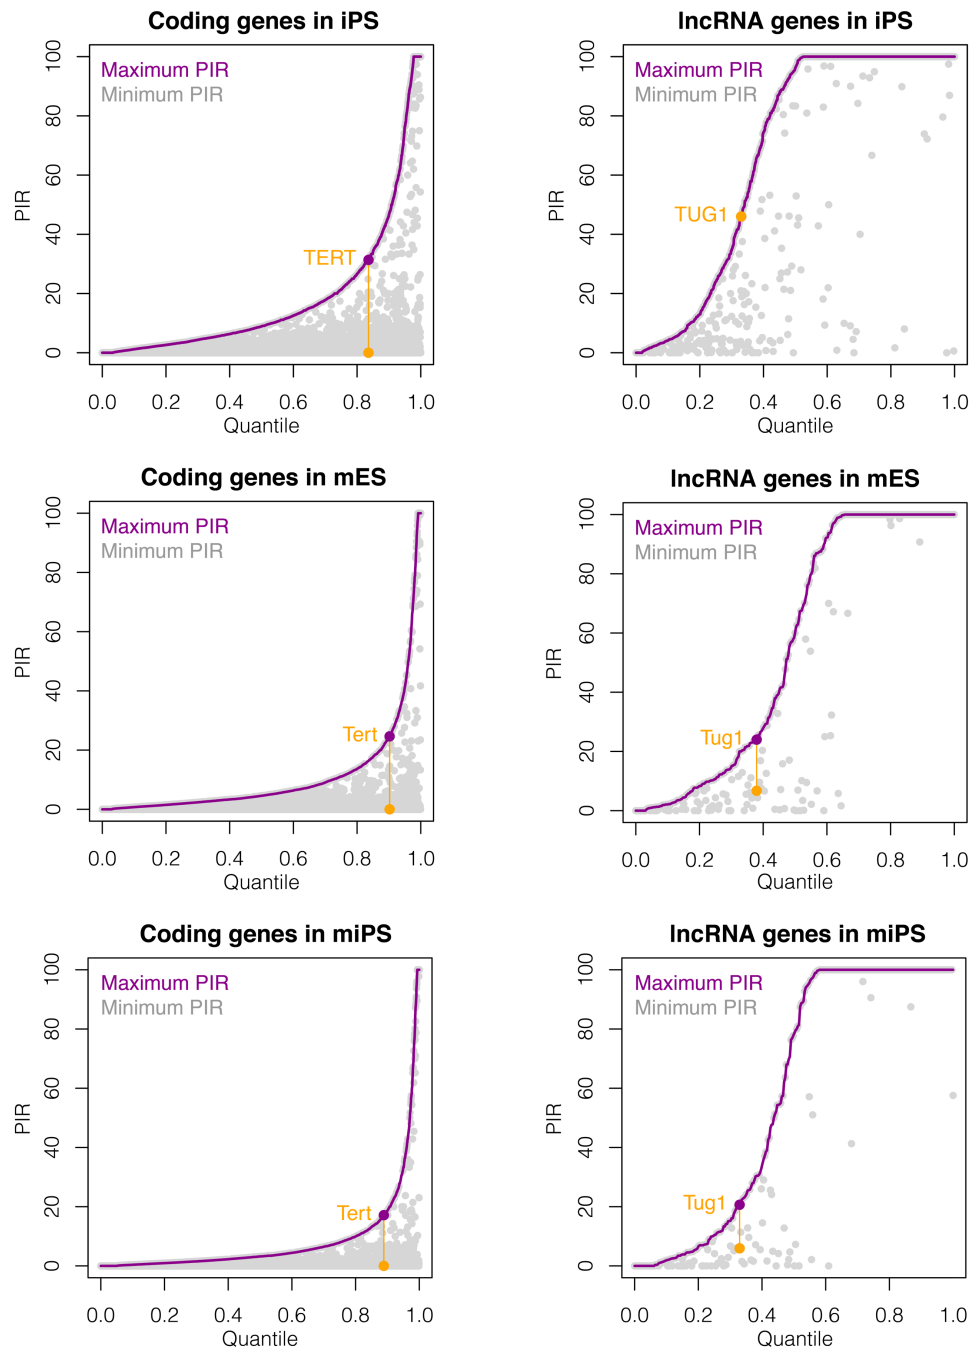 Coding genes in iPS
Maximum PIR
Minimum PIR
TERT
PIR
0
20
40
60
80
100
0.0 0.2 0.4 0.6 0.8 1.0
Quantile
lncRNA genes in iPS
Maximum PIR
Minimum PIR
TUG1
PIR
0
20
40
60
80
100
0.0 0.2 0.4 0.6 0.8 1.0
Quantile
Coding genes in mES
Maximum PIR
Minimum PIR
Tert
PIR
0
20
40
60
80
100
0.0 0.2 0.4 0.6 0.8 1.0
Quantile
lncRNA genes in mES
Maximum PIR
Minimum PIR
Tug1
PIR
0
20
40
60
80
100
0.0 0.2 0.4 0.6 0.8 1.0
Quantile
Coding genes in miPS
Maximum PIR
Minimum PIR
Tert
PIR
0
20
40
60
80
100
0.0 0.2 0.4 0.6 0.8 1.0
Quantile
lncRNA genes in miPS
Maximum PIR
Minimum PIR
Tug1
PIR
0
20
40
60
80
100
0.0 0.2 0.4 0.6 0.8 1.0
Quantile